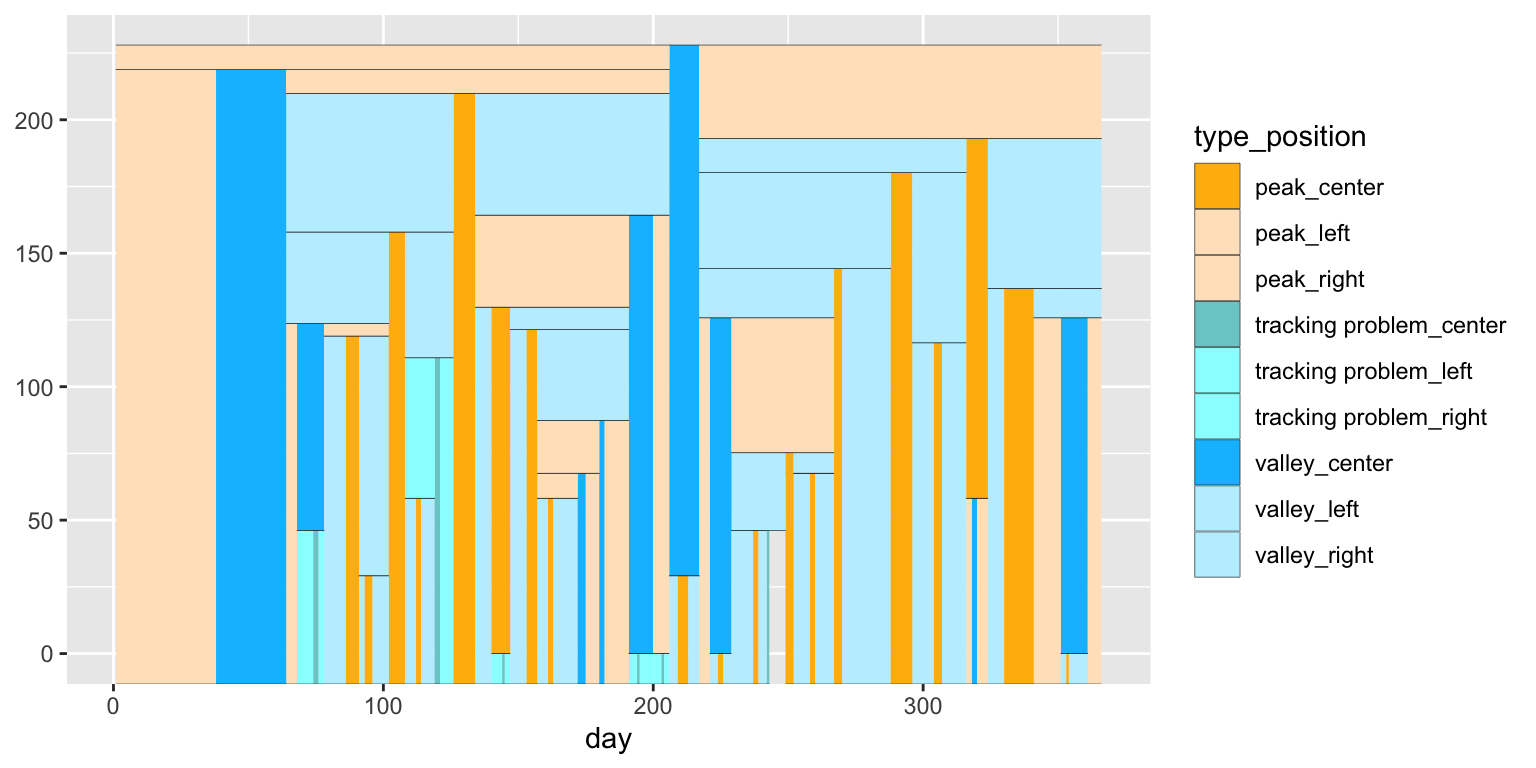 200
150
100
50
0
0 100 200 300
day
type_position
peak_center
peak_left
peak_right
tracking problem_center
tracking problem_left
tracking problem_right
valley_center
valley_left
valley_right